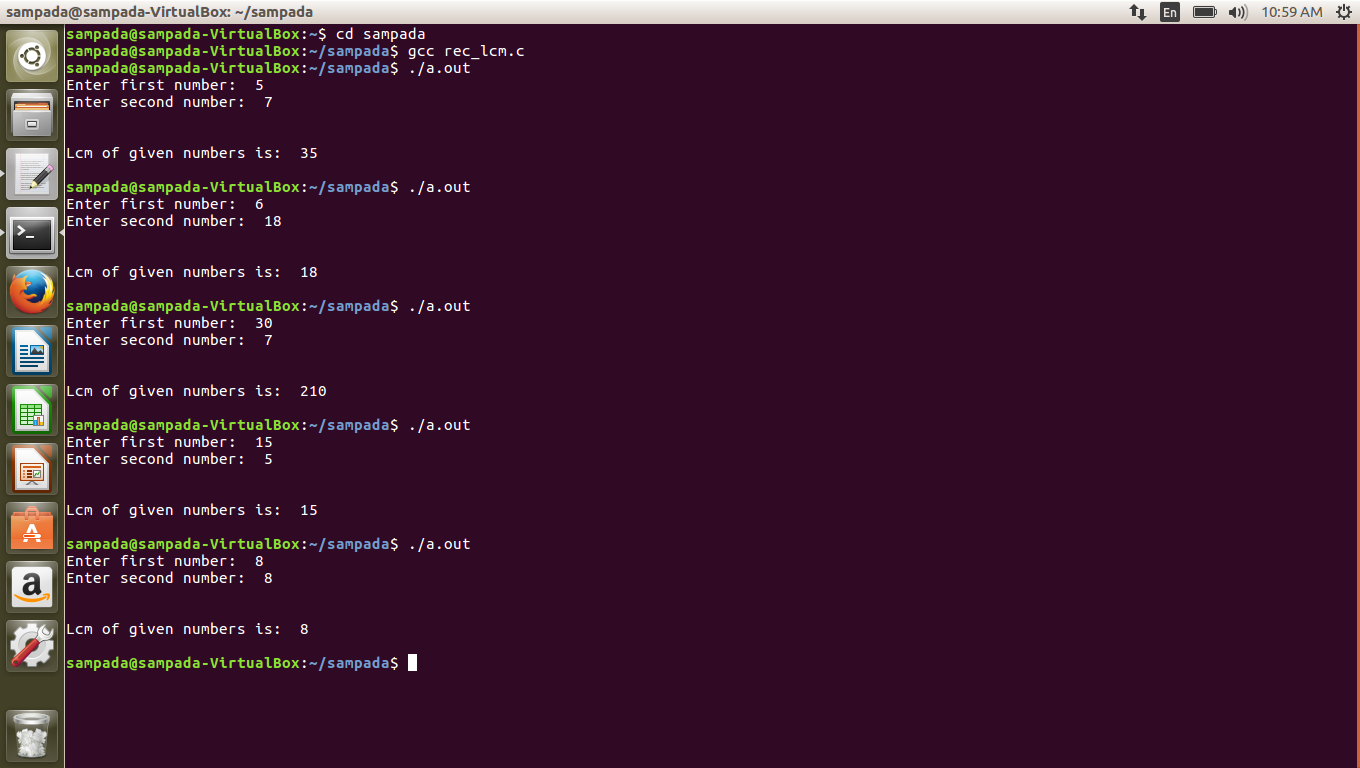 sampada@sampada-VirtualBox: ~/sampada
En
10:59 AM
sampada@sampada-VirtualBox:~$ cd sampada
sampada@sampada-VirtualBox:~/sampada$ gcc rec_lcm.c
sampada@sampada-VirtualBox:~/sampada$ ./a.out
Enter first number:  5
Enter second number:  7
Lcm of given numbers is:  35
sampada@sampada-VirtualBox:~/sampada$ ./a.out
Enter first number:  6
Enter second number:  18
Lcm of given numbers is:  18
sampada@sampada-VirtualBox:~/sampada$ ./a.out
Enter first number:  30
Enter second number:  7
Lcm of given numbers is:  210
sampada@sampada-VirtualBox:~/sampada$ ./a.out
Enter first number:  15
Enter second number:  5
Lcm of given numbers is:  15
sampada@sampada-VirtualBox:~/sampada$ ./a.out
Enter first number:  8
Enter second number:  8
Lcm of given numbers is:  8
sampada@sampada-VirtualBox:~/sampada$